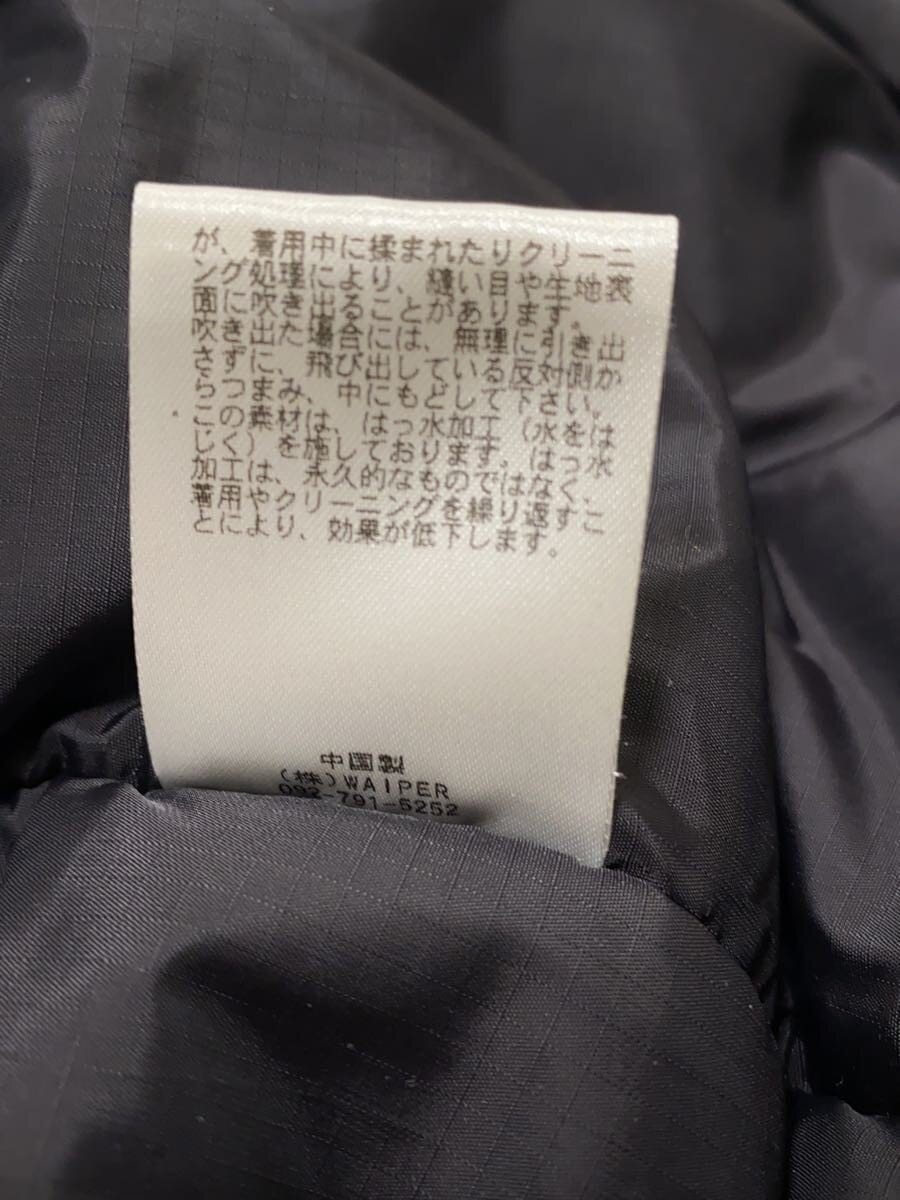 が、着用中に揉まれたりクリーニ
ング処理により、縫い目や生地表
面に吹き出ることがあります。
吹き出た場合には、無理に引き出
さずに、飛び出している反対側か
らつまみ、中にもどして下さい。
この素材は、はっ水加工（水をは
じく）を施しております。はっ水
加工は、永久的なものではなく、
着用やクリーニングを繰り返すこ
とにより、効果が低下します。
中国製
(株)WAIPER
092-791-5252